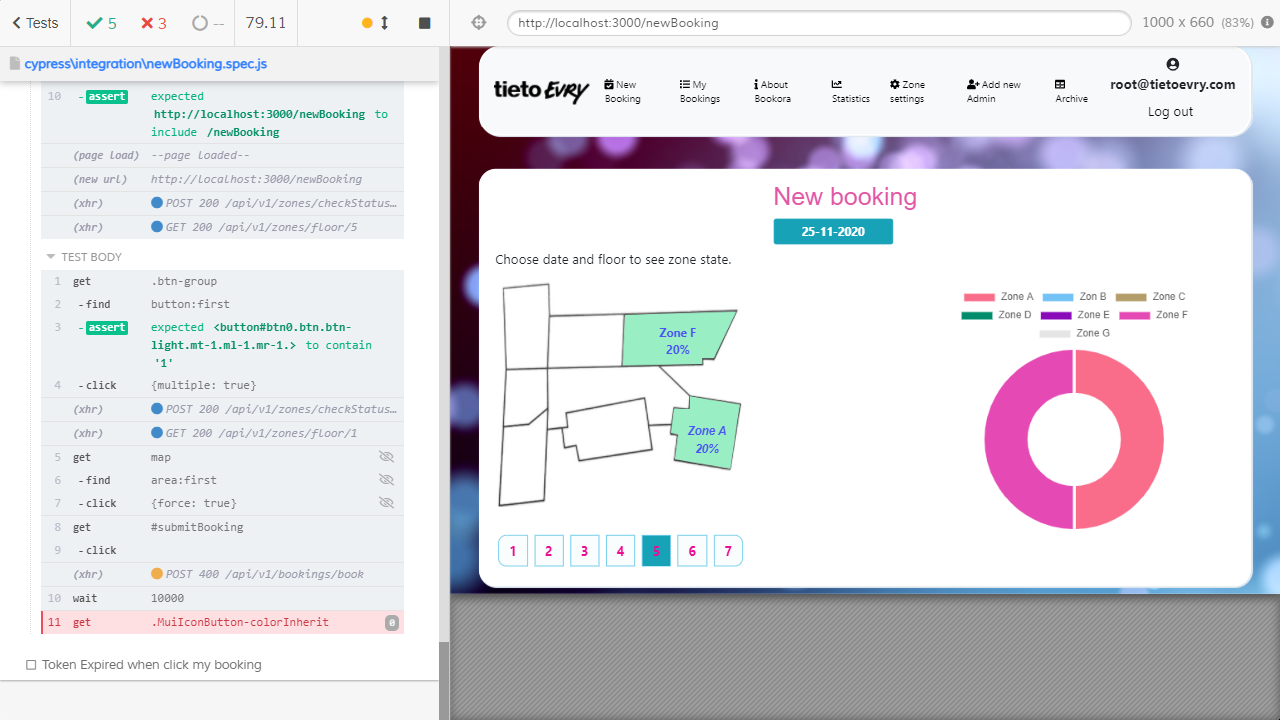 Tests
5
3
--
79.11
http://localhost:3000/newBooking
1000 x 660 (83%)
cypress\integration\newBooking.spec.js
10 -assert expected
http://localhost:3000/newBooking to
include /newBooking
(page load) --page loaded--
(new url) http://localhost:3000/newBooking
(xhr) POST 200 /api/v1/zones/checkStatus…
(xhr) GET 200 /api/v1/zones/floor/5
TEST BODY
1 get .btn-group
2 -find button:first
3 -assert expected <button#btn0.btn.btn-
light.mt-1.ml-1.mr-1.> to contain
'1'
4 -click {multiple: true}
(xhr) POST 200 /api/v1/zones/checkStatus…
(xhr) GET 200 /api/v1/zones/floor/1
5 get map
6 -find area:first
7 -click {force: true}
8 get #submitBooking
9 -click
(xhr) POST 400 /api/v1/bookings/book
10 wait 10000
11 get .MuiIconButton-colorInherit 0
Token Expired when click my booking
tieto EVRY
New
Booking
My
Bookings
About
Bookora
Statistics
Zone
settings
Add new
Admin
Archive
root@tietoevry.com
Log out
New booking
25-11-2020
Choose date and floor to see zone state.
Zone F
20%
Zone A
20%
1 2 3 4 5 6 7
Zone A Zon B Zone C
Zone D Zone E Zone F
Zone G